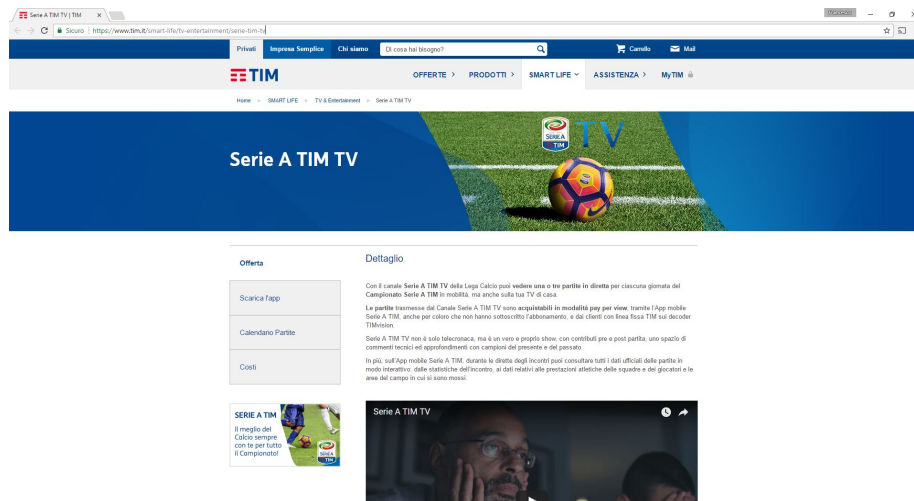 Serie A TIM TV | TIM
Sicuro | https://www.tim.it/smart-life/tv-entertainment/serie-tim-tv
Privati Impresa Semplice Chi siamo Di cosa hai bisogno? Carrello Mail
TIM OFFERTE PRODOTTI SMART LIFE ASSISTENZA MyTIM
Home > SMART LIFE > TV & Entertainment > Serie A TIM TV
SERIE A TIM TV
Serie A TIM TV
Offerta
Scarica l'app
Calendario Partite
Costi
SERIE A TIM
Il meglio del
Calcio sempre
con te per tutto
il Campionato!
SERIE A TIM
Dettaglio
Con il canale Serie A TIM TV della Lega Calcio puoi vedere una o tre partite in diretta per ciascuna giornata del
Campionato Serie A TIM in mobilità, ma anche sulla tua TV di casa.
Le partite trasmesse dal Canale Serie A TIM TV sono acquistabili in modalità pay per view, tramite l'App mobile
Serie A TIM, anche per coloro che non hanno sottoscritto l'abbonamento, e dai clienti con linea fissa TIM sui decoder
TIMvision.
Serie A TIM TV non è solo telecronaca, ma è un vero e proprio show, con contributi pre e post partita, uno spazio di
commenti tecnici ed approfondimenti con campioni del presente e del passato.
In più, sull'App mobile Serie A TIM, durante le dirette degli incontri puoi consultare tutti i dati ufficiali delle partite in
modo interattivo: dalle statistiche dell'incontro, ai dati relativi alle prestazioni atletiche delle squadre e dei giocatori e le
aree del campo in cui si sono mossi.
Serie A TIM TV